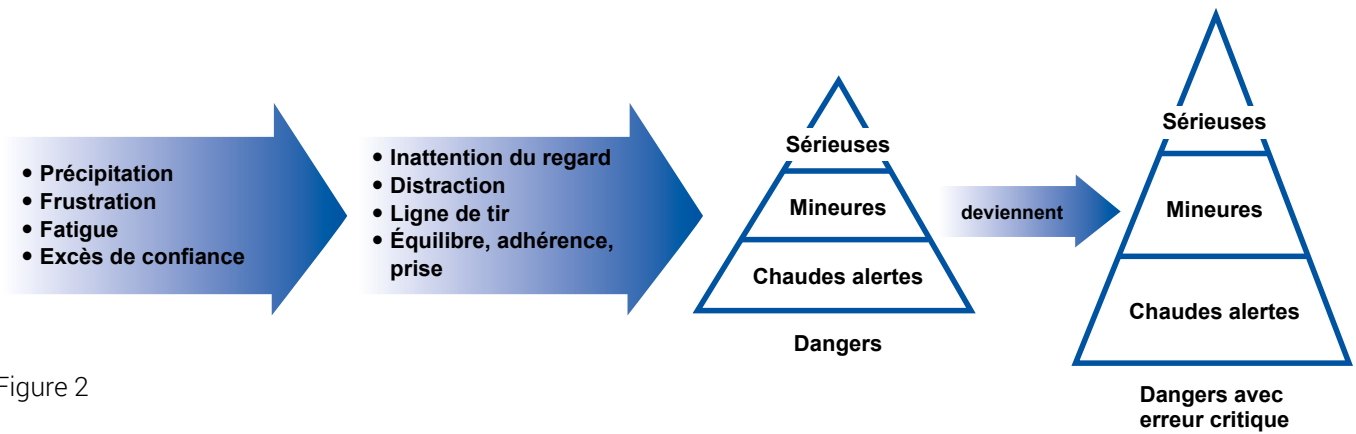 • Précipitation
• Frustration
• Fatigue
• Excès de confiance
• Inattention du regard
• Distraction
• Ligne de tir
• Équilibre, adhérence,
prise
Sérieuses
Mineures
Chaudes alertes
Dangers
deviennent
Sérieuses
Mineures
Chaudes alertes
Dangers avec
erreur critique
Figure 2